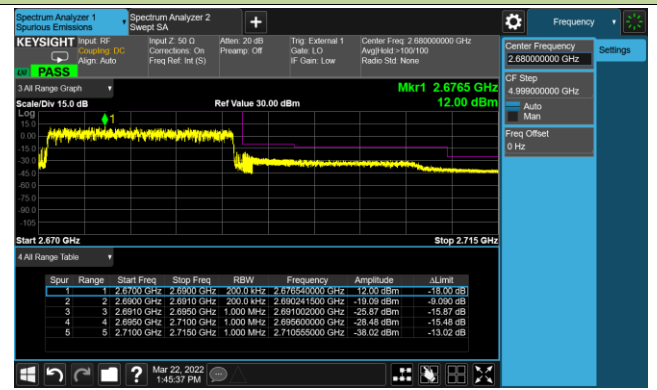 Spectrum Analyzer 1
Spurious Emissions
Spectrum Analyzer 2
Swept SA
Frequency
KEYSIGHT
Input: RF
Coupling: DC
Align: Auto
Input Z: 50 Ω
Corrections: On
Freq Ref: Int (S)
Atten: 20 dB
Preamp: Off
Trig: External 1
Gate: LO
IF Gain: Low
Center Freq: 2.680000000 GHz
Avg|Hold:>100/100
Radio Std: None
PASS
Center Frequency
2.680000000 GHz
Settings
CF Step
4.999000000 GHz
Auto
Man
Freq Offset
0 Hz
3 All Range Graph
Mkr1 2.6765 GHz
12.00 dBm
Scale/Div 15.0 dB
Ref Value 30.00 dBm
Log
15.0
0.00
-15.0
-30.0
-45.0
-60.0
-75.0
-90.0
-105
1
Start 2.670 GHz
Stop 2.715 GHz
4 All Range Table
Spur Range Start Freq Stop Freq RBW Frequency Amplitude ΔLimit
1 1 2.6700 GHz 2.6900 GHz 200.0 kHz 2.676540000 GHz 12.00 dBm -18.00 dB
2 2 2.6900 GHz 2.6910 GHz 200.0 kHz 2.690241500 GHz -19.09 dBm -9.090 dB
3 3 2.6910 GHz 2.6950 GHz 1.000 MHz 2.691002000 GHz -25.87 dBm -15.87 dB
4 4 2.6950 GHz 2.7100 GHz 1.000 MHz 2.695600000 GHz -28.48 dBm -15.48 dB
5 5 2.7100 GHz 2.7150 GHz 1.000 MHz 2.710555000 GHz -38.02 dBm -13.02 dB
Mar 22, 2022
1:45:37 PM